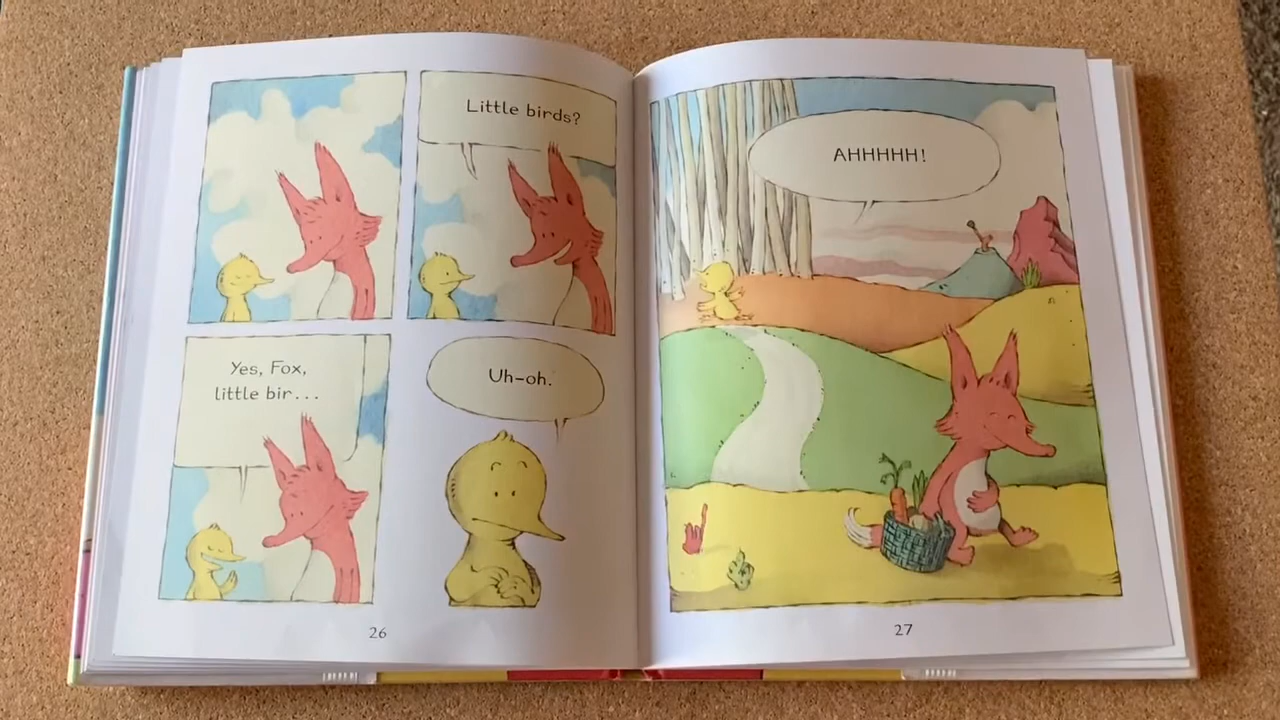 Little birds?
Yes, Fox,
little bir...
Uh-oh.
26
AHHHHH!
27